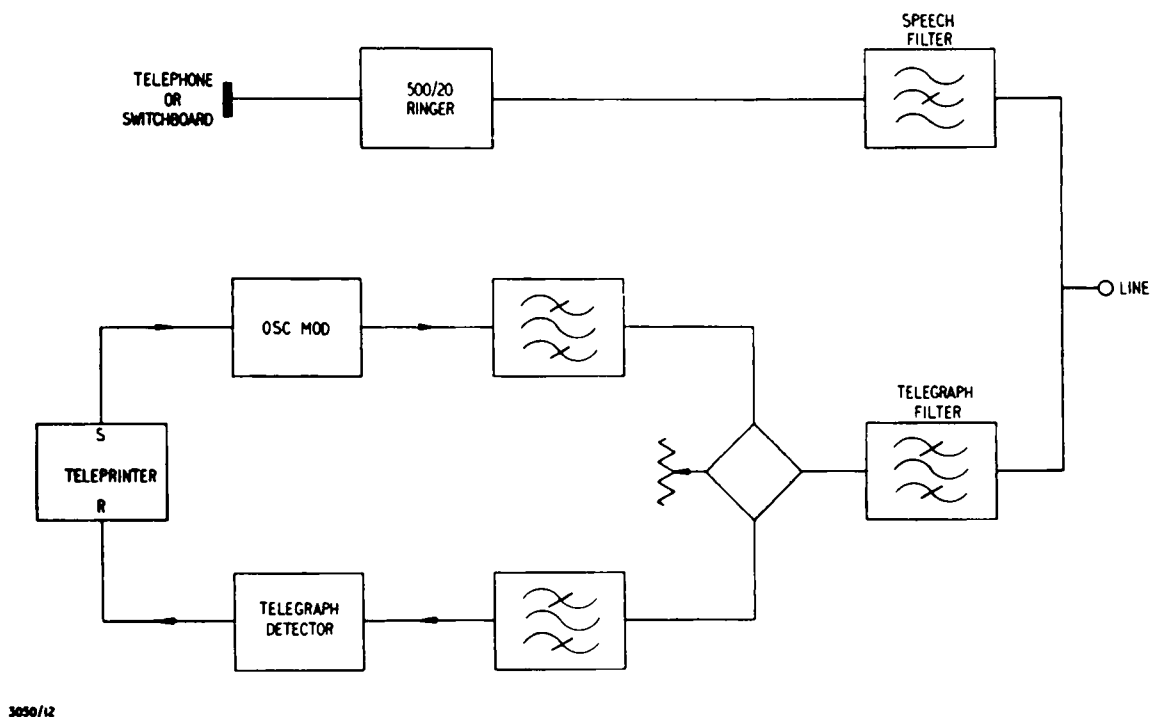 SPEECH
FILTER
TELEPHONE
OR
SWITCHBOARD
500/20
RINGER
LINE
OSC MOD
TELEGRAPH
FILTER
S
TELEPRINTER
R
TELEGRAPH
DETECTOR
3050/12